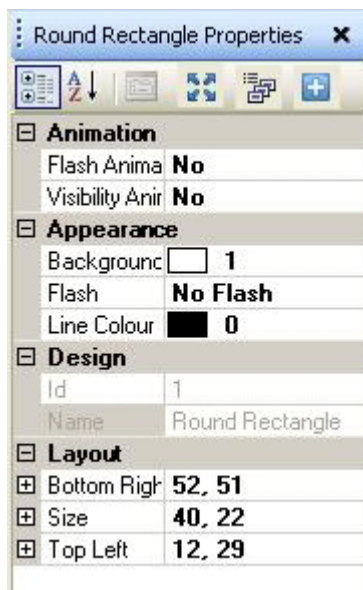 Round Rectangle Properties
Animation
Flash Anima No
Visibility Anir No
Appearance
Background 1
Flash No Flash
Line Colour 0
Design
Id 1
Name Round Rectangle
Layout
Bottom Righ 52, 51
Size 40, 22
Top Left 12, 29